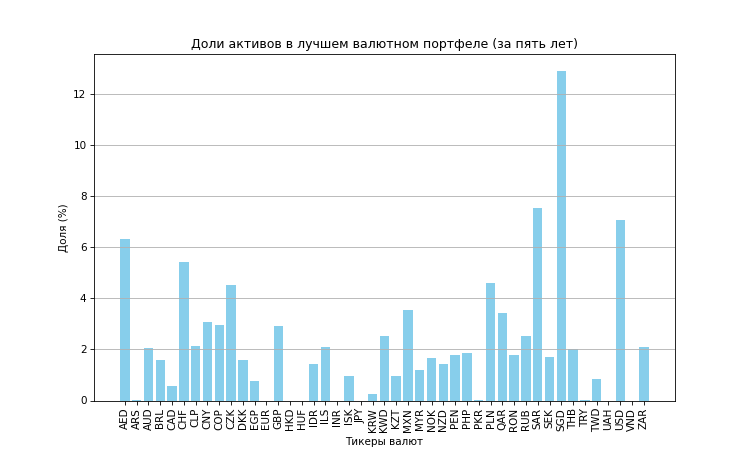 Доли активов в лучшем валютном портфеле (за пять лет)
Доля (%)
12
10
8
6
4
2
0
AED ARS AUD BRL CAD CHF CLP CNY COP CZK DKK EGP EUR GBP HKD HUF IDR ILS INR ISK JPY KRW KWD KZT MXN MYR NOK NZD PEN PHP PKR PLN QAR RON RUB SAR SEK SGD THB TRY TWD UAH USD VND ZAR
Тикеры валют